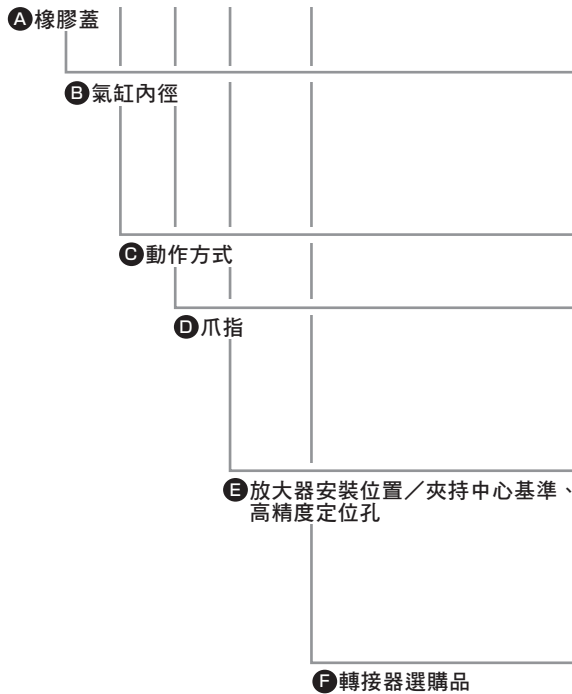 A橡膠蓋
B氣缸內徑
C動作方式
D爪指
E放大器安裝位置／夾持中心基準、
高精度定位孔
F轉接器選購品